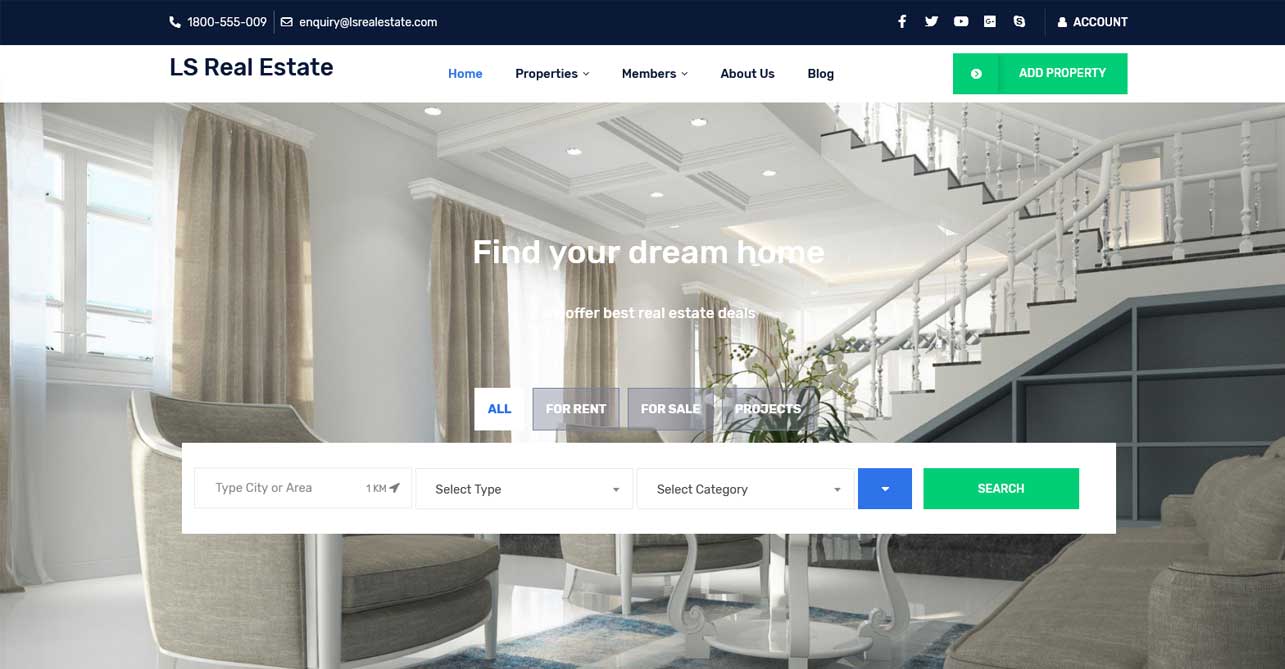 1800-555-009 enquiry@lsrealestate.com ACCOUNT
LS Real Estate Home Properties Members About Us Blog ADD PROPERTY
Find your dream home
offer best real estate deals
ALL FOR RENT FOR SALE PROJECTS
Type City or Area 1 KM Select Type Select Category SEARCH